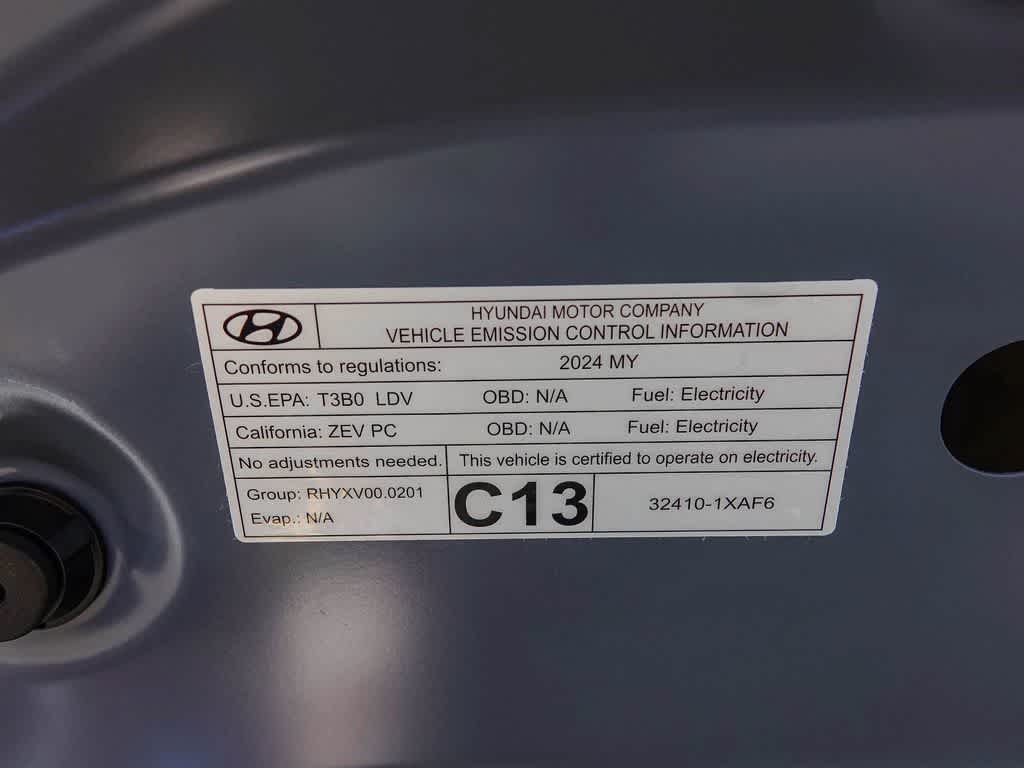 HYUNDAI MOTOR COMPANY
VEHICLE EMISSION CONTROL INFORMATION
Conforms to regulations: 2024 MY
U.S.EPA: T3B0 LDV OBD: N/A Fuel: Electricity
California: ZEV PC OBD: N/A Fuel: Electricity
No adjustments needed. This vehicle is certified to operate on electricity.
Group: RHYXV00.0201
Evap.: N/A
C13
32410-1XAF6